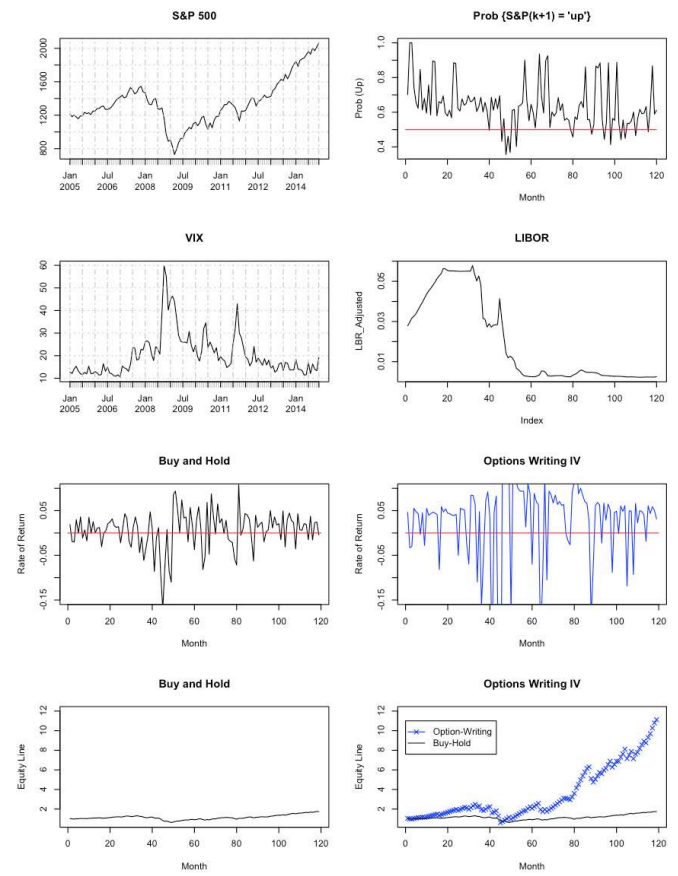 S&P 500
2000
1600
1200
800
Jan Jul Jan Jul Jan Jul Jan
2005 2006 2008 2009 2011 2012 2014
Prob {S&P(k+1) = 'up'}
Prob (Up)
1.0
0.8
0.6
0.4
0 20 40 60 80 100 120
Month
VIX
60
50
40
30
20
10
Jan Jul Jan Jul Jan Jul Jan
2005 2006 2008 2009 2011 2012 2014
LIBOR
LBR_Adjusted
0.05
0.03
0.01
0 20 40 60 80 100 120
Index
Buy and Hold
Rate of Return
0.05
-0.05
-0.15
0 20 40 60 80 100 120
Month
Options Writing IV
Rate of Return
0.05
-0.05
-0.15
0 20 40 60 80 100 120
Month
Buy and Hold
Equity Line
12
10
8
6
4
2
0 20 40 60 80 100 120
Month
Options Writing IV
Equity Line
12
10
8
6
4
2
Option-Writing
Buy-Hold
0 20 40 60 80 100 120
Month